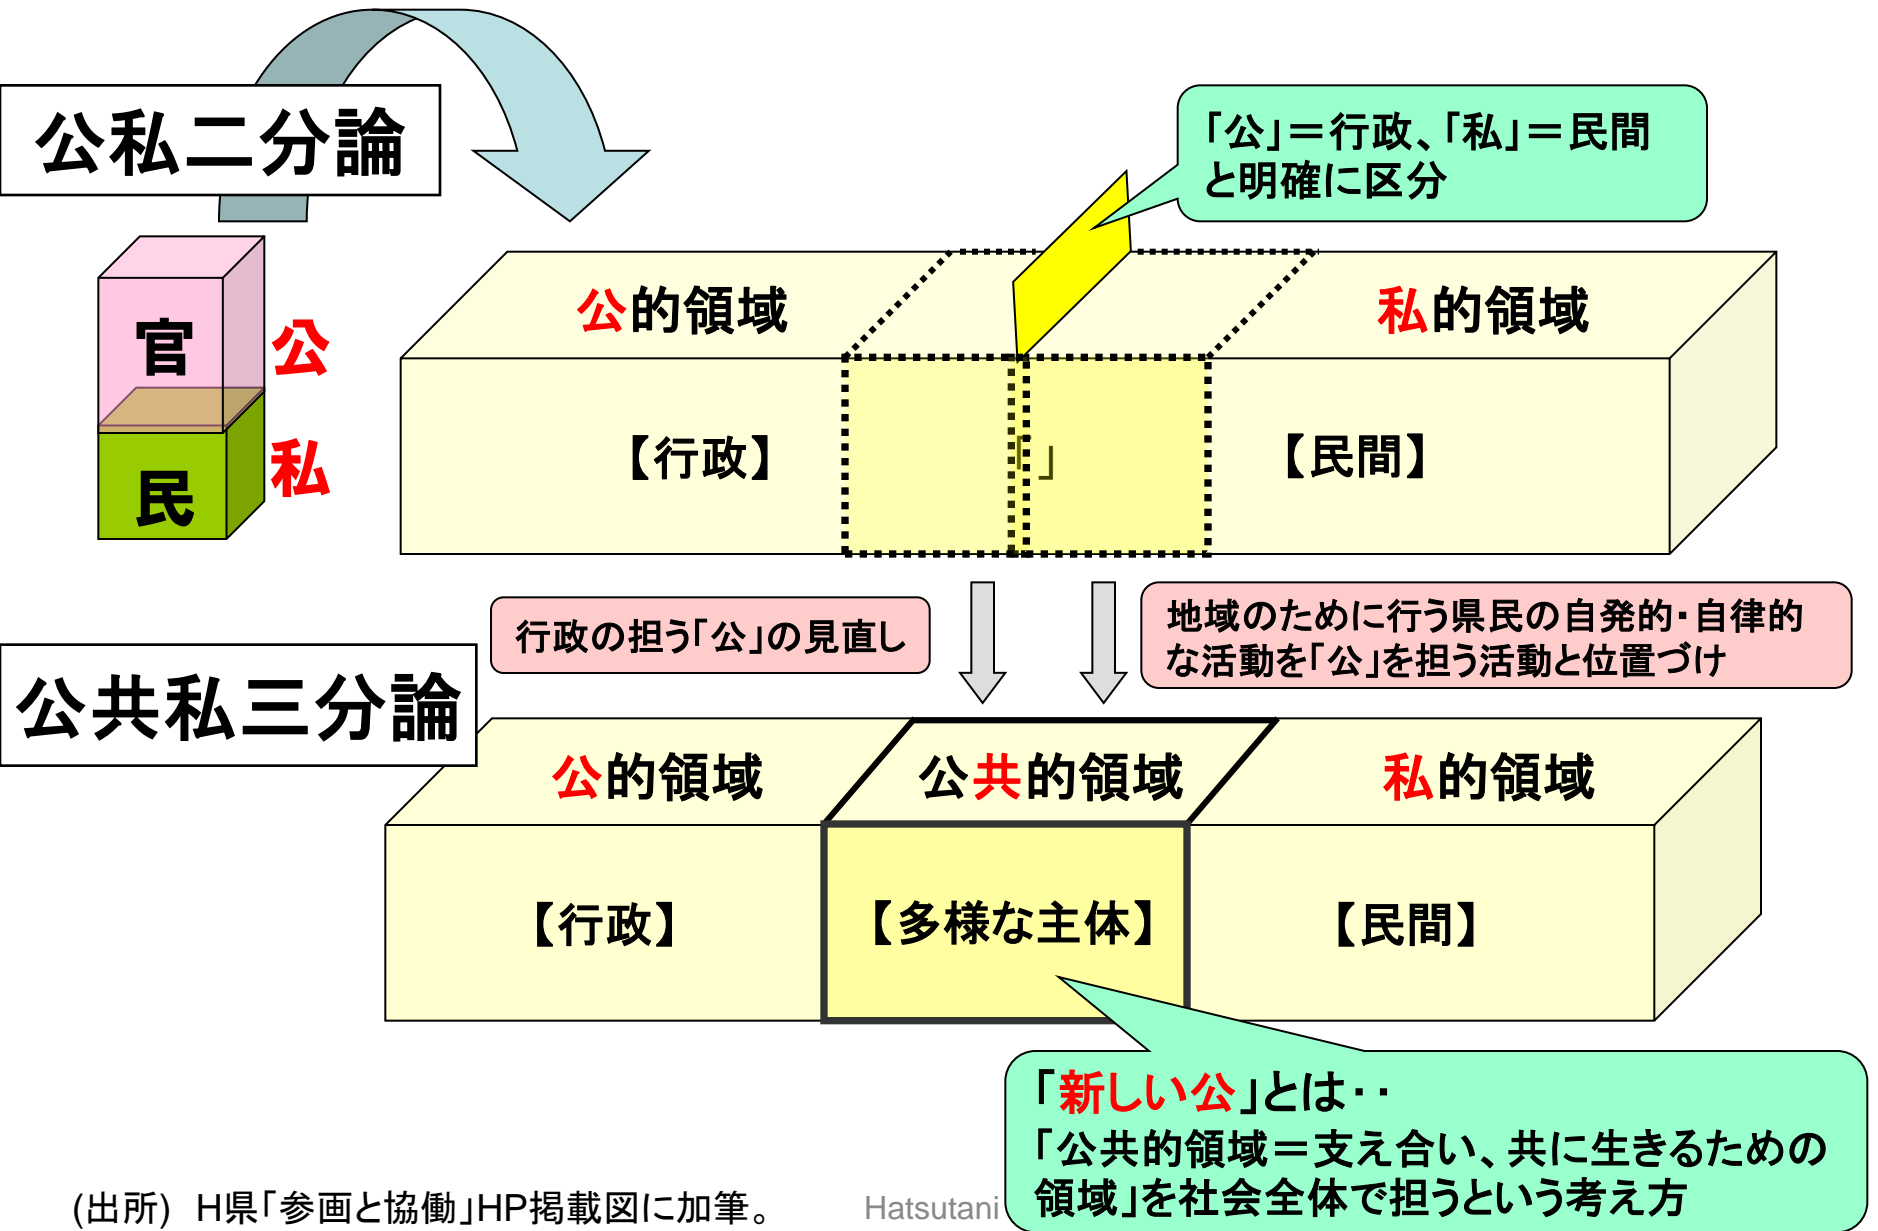 公私二分論
「公」＝行政、「私」＝民間
と明確に区分
官
公
民
私
公的領域
私的領域
【行政】
「」
【民間】
行政の担う「公」の見直し
地域のために行う県民の自発的・自律的
な活動を「公」を担う活動と位置づけ
公共私三分論
公的領域
公共的領域
私的領域
【行政】
【多様な主体】
【民間】
「新しい公」とは‥
「公共的領域＝支え合い、共に生きるための
領域」を社会全体で担うという考え方
(出所) H県「参画と協働」HP掲載図に加筆。
Hatsutani